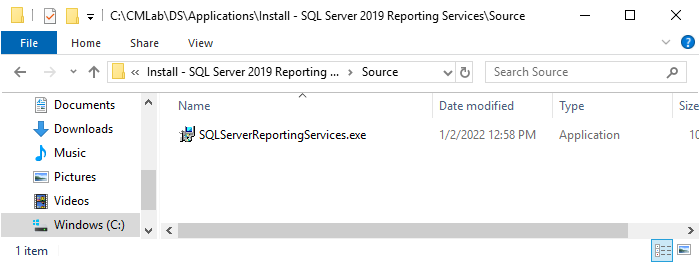 C:\CMLab\DS\Applications\Install - SQL Server 2019 Reporting Services\Source
File Home Share View
Install - SQL Server 2019 Reporting ... Source Search Source
Name Date modified Type Size
Documents
Downloads
Music
Pictures
Videos
Windows (C:)
SQLServerReportingServices.exe 1/2/2022 12:58 PM Application 10
1 item